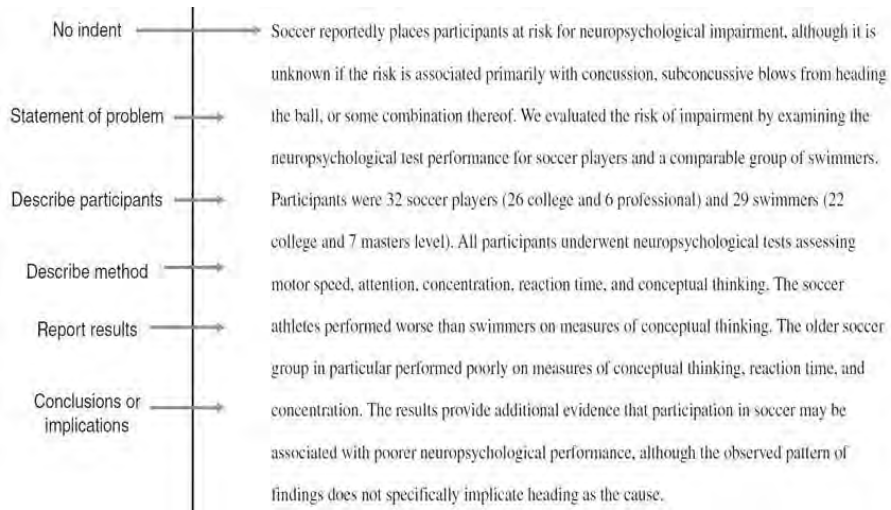 No indent
Soccer reportedly places participants at risk for neuropsychological impairment, although it is
unknown if the risk is associated primarily with concussion, subconcussive blows from heading
Statement of problem
the ball, or some combination thereof. We evaluated the risk of impairment by examining the
neuropsychological test performance for soccer players and a comparable group of swimmers.
Describe participants
Participants were 32 soccer players (26 college and 6 professional) and 29 swimmers (22
college and 7 masters level). All participants underwent neuropsychological tests assessing
Describe method
motor speed, attention, concentration, reaction time, and conceptual thinking. The soccer
Report results
athletes performed worse than swimmers on measures of conceptual thinking. The older soccer
group in particular performed poorly on measures of conceptual thinking, reaction time, and
Conclusions or
implications
concentration. The results provide additional evidence that participation in soccer may be
associated with poorer neuropsychological performance, although the observed pattern of
findings does not specifically implicate heading as the cause.